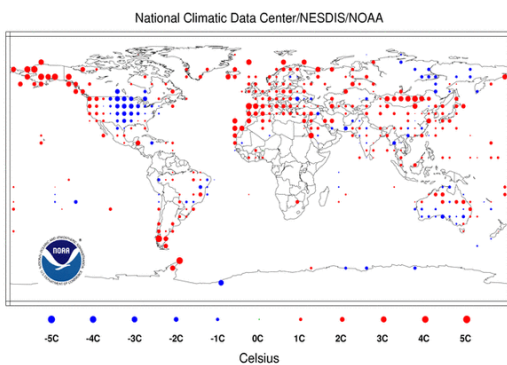 National Climatic Data Center/NESDIS/NOAA
NOAA
-5C -4C -3C -2C -1C 0C 1C 2C 3C 4C 5C
Celsius